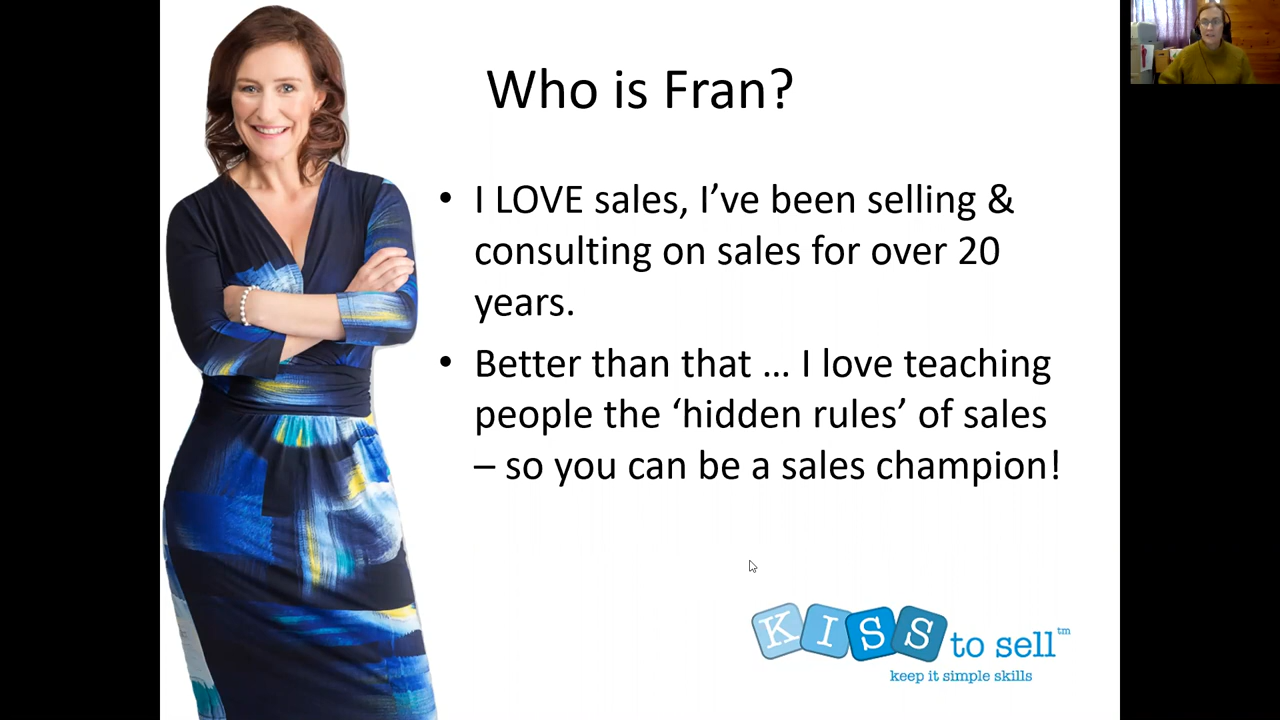 Who is Fran?
• I LOVE sales, I’ve been selling &
consulting on sales for over 20
years.
• Better than that … I love teaching
people the ‘hidden rules’ of sales
– so you can be a sales champion!
KISS to sell™
keep it simple skills